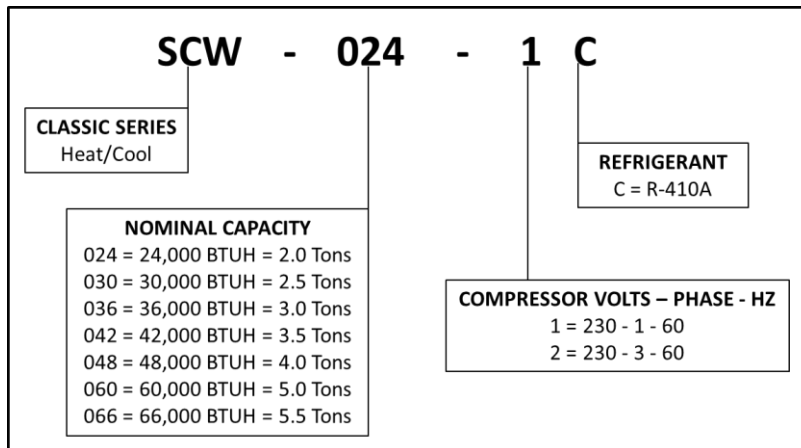 SCW - 024 - 1 C
CLASSIC SERIES
Heat/Cool
REFRIGERANT
C = R-410A
NOMINAL CAPACITY
024 = 24,000 BTUH = 2.0 Tons
030 = 30,000 BTUH = 2.5 Tons
036 = 36,000 BTUH = 3.0 Tons
042 = 42,000 BTUH = 3.5 Tons
048 = 48,000 BTUH = 4.0 Tons
060 = 60,000 BTUH = 5.0 Tons
066 = 66,000 BTUH = 5.5 Tons
COMPRESSOR VOLTS – PHASE - HZ
1 = 230 - 1 - 60
2 = 230 - 3 - 60